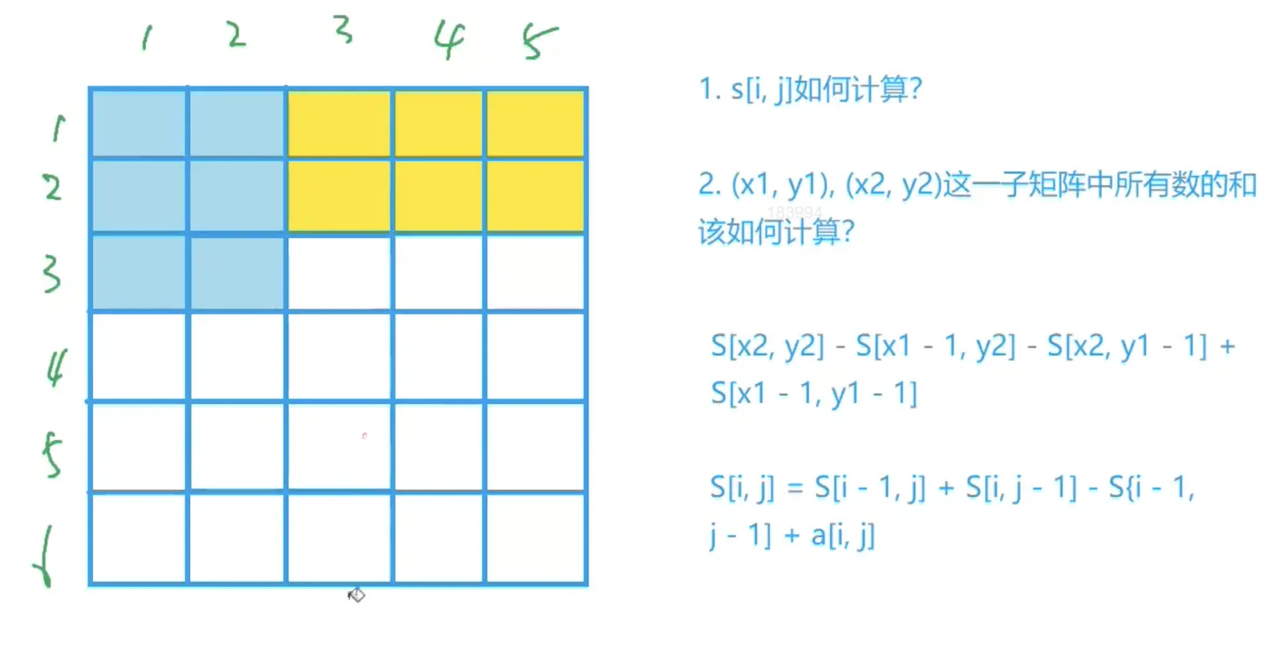 1 2 3 4 5
1
2
3
4
5
6
1. s[i, j]如何计算?
2. (x1, y1), (x2, y2)这一子矩阵中所有数的和
183994
该如何计算?
S[x2, y2] - S[x1 - 1, y2] - S[x2, y1 - 1] +
S[x1 - 1, y1 - 1]
S[i, j] = S[i - 1, j] + S[i, j - 1] - S{i - 1,
j - 1] + a[i, j]